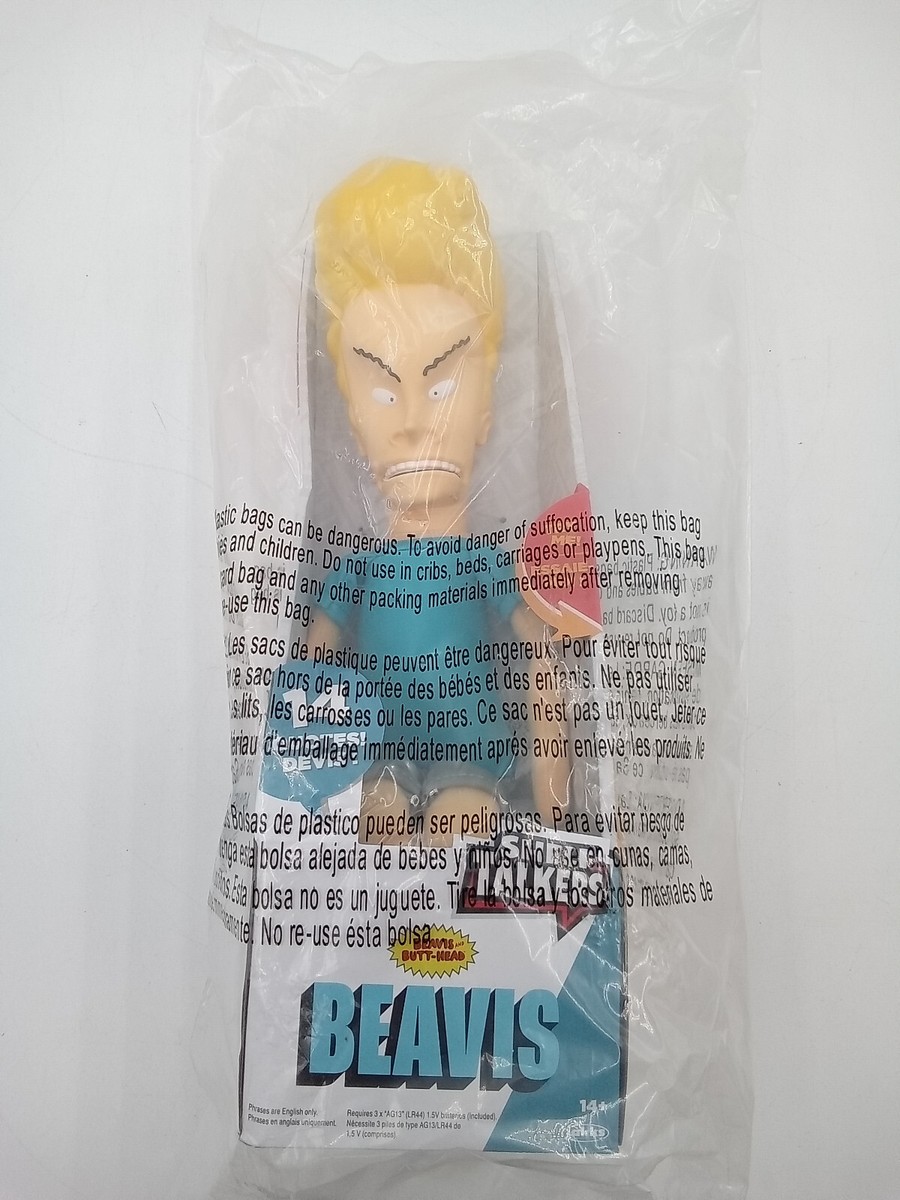 astic bags can be dangerous. To avoid danger of suffocation, keep this bag
es and children. Do not use in cribs, beds, carriages or playpens. This bag
ard bag and any other packing materials immediately after removing
e-use this bag.
Les sacs de plastique peuvent être dangereux. Pour éviter tout risque
ce sac hors de la portée des bébés et des enfants. Ne pas utiliser
s lits, les carrosses ou les pares. Ce sac n'est pas un jouet. Jeter ce
ériau d'emballage immédiatement aprés avoir enlevé les produits. Ne
Bolsas de plastico pueden ser peligrosas. Para evitar riesgo de
nga esta bolsa alejada de bebes y niños. No use en cunas, camas,
Esta bolsa no es un juguete. Tire la bolsa y los otros materiales de
No re-use ésta bolsa
ME!
14
TALKERS
BEAVIS AND
BUTT-HEAD
BEAVIS
Phrases are English only.
Phrases en anglais uniquement.
Requires 3 x "AG13" (LR44) 1.5V batteries (included).
Nécessite 3 piles de type AG13/LR44 de
1,5 V (comprises)
14+